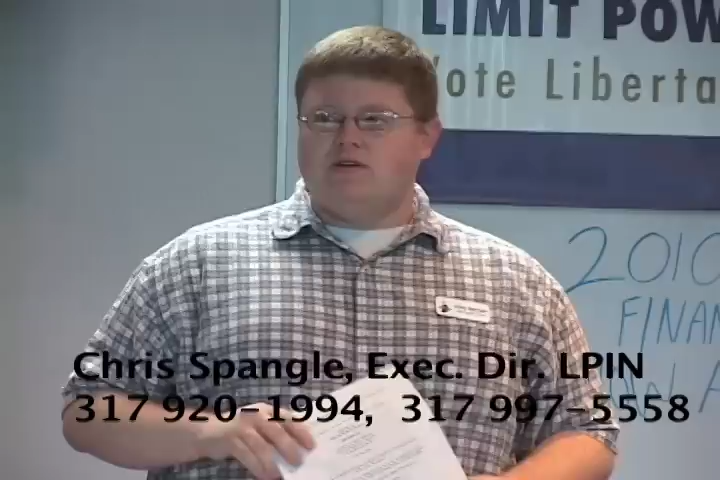 LIMIT POW
Vote Liberta
2010
FINAN
Chris Spangle, Exec. Dir. LPIN
317 920-1994, 317 997-5558